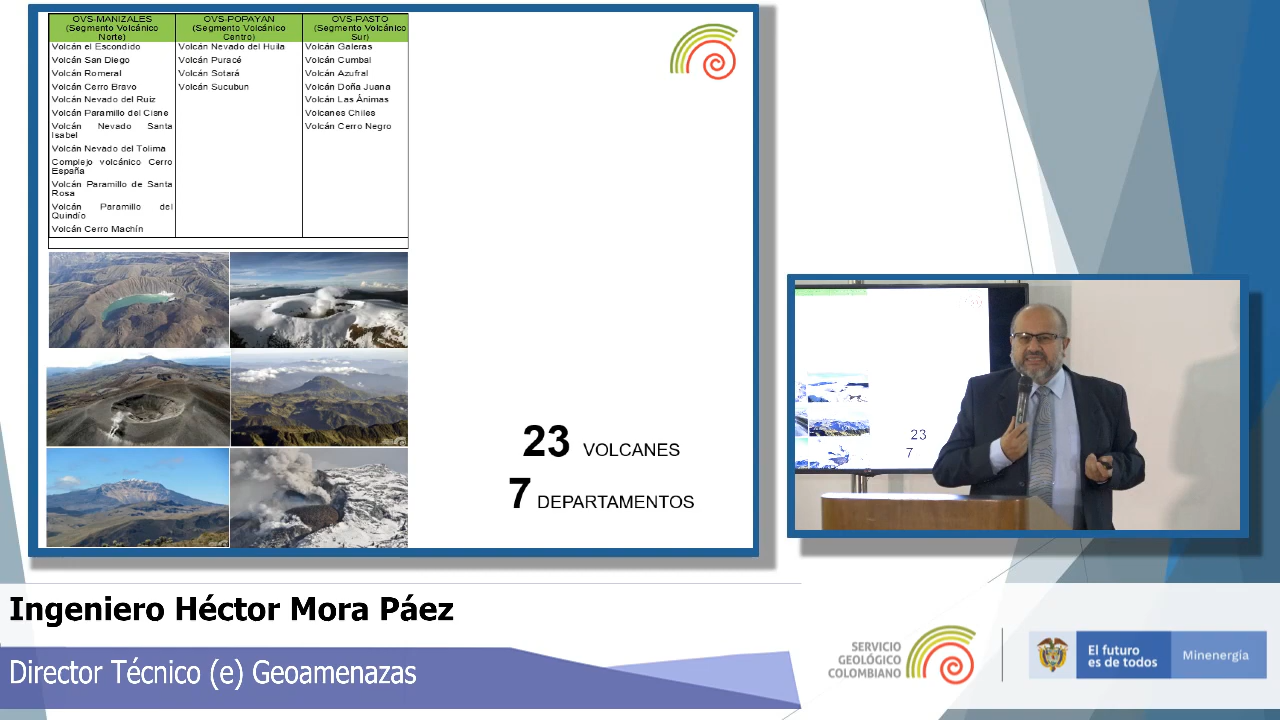 OVS-MANIZALES
(Segmento Volcánico
Norte)
Volcán el Escondido
Volcán San Diego
Volcán Romeral
Volcán Cerro Bravo
Volcán Nevado del Ruiz
Volcán Paramillo del Cisne
Volcán Nevado Santa
Isabel
Volcán Nevado del Tolima
Complejo volcánico Cerro
España
Volcán Paramillo de Santa
Rosa
Volcán Paramillo del
Quindío
Volcán Cerro Machín
OVS-POPAYAN
(Segmento Volcánico
Centro)
Volcán Nevado del Huila
Volcán Puracé
Volcán Sotará
Volcán Sucubun
OVS-PASTO
(Segmento Volcánico
Sur)
Volcán Galeras
Volcán Cumbal
Volcán Azufral
Volcán Doña Juana
Volcán Las Ánimas
Volcanes Chiles
Volcán Cerro Negro
23 VOLCANES
7 DEPARTAMENTOS
23
7
Ingeniero Héctor Mora Páez
Director Técnico (e) Geoamenazas
SERVICIO
GEOLÓGICO
COLOMBIANO
El futuro
es de todos
Minenergía